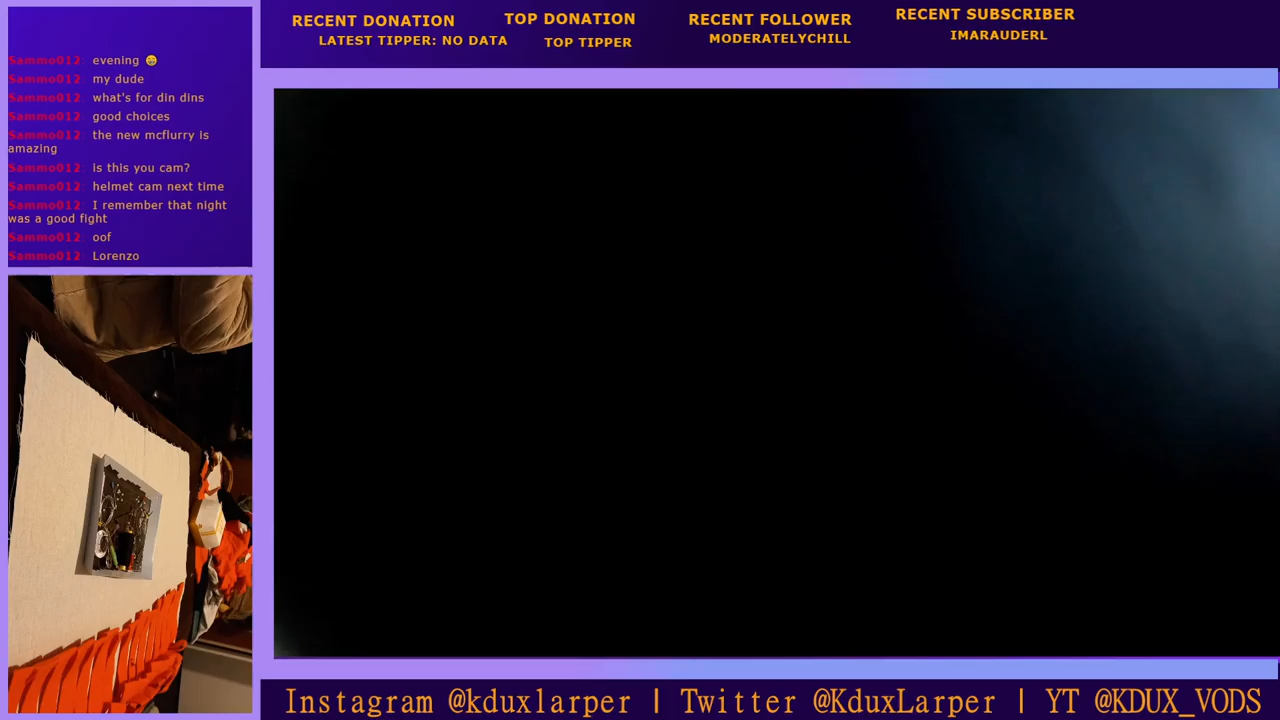 RECENT DONATION
LATEST TIPPER: NO DATA
TOP DONATION
TOP TIPPER
RECENT FOLLOWER
MODERATELYCHILL
RECENT SUBSCRIBER
IMARAUDERL
Sammo012: evening
Sammo012: my dude
Sammo012: what's for din dins
Sammo012: good choices
Sammo012: the new mcflurry is
amazing
Sammo012: is this you cam?
Sammo012: helmet cam next time
Sammo012: I remember that night
was a good fight
Sammo012: oof
Sammo012: Lorenzo
Instagram @kduxlarper | Twitter @KduxLarper | YT @KDUX_VODS